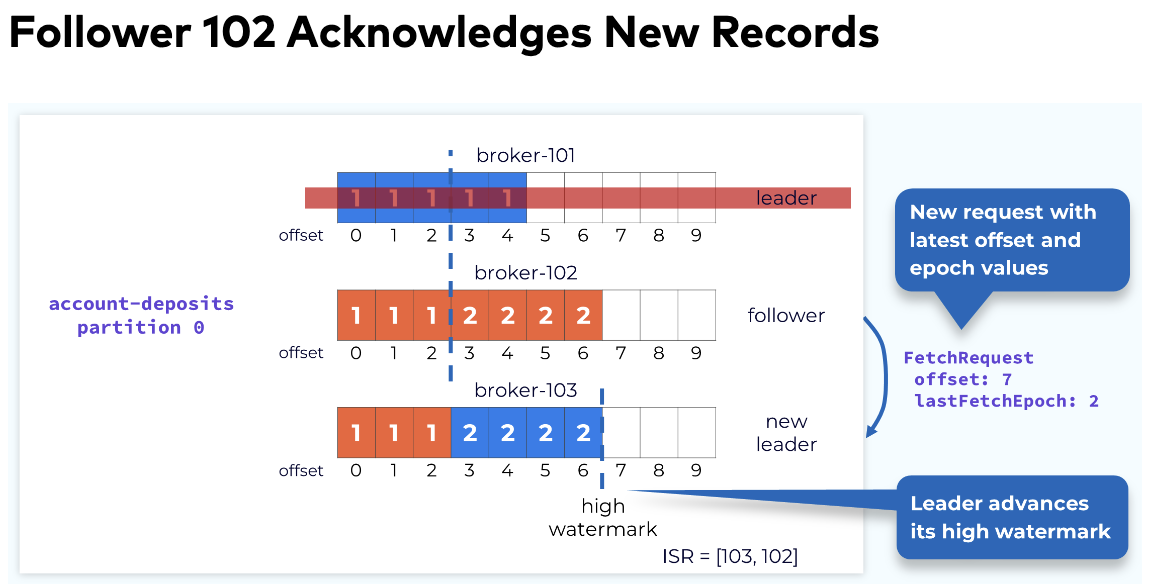 Follower 102 Acknowledges New Records
broker-101
1 1 1 1 1
leader
offset 0 1 2 3 4 5 6 7 8 9
broker-102
account-deposits
partition 0
1 1 1 2 2 2 2
follower
offset 0 1 2 3 4 5 6 7 8 9
broker-103
1 1 1 2 2 2 2
new
leader
offset 0 1 2 3 4 5 6 7 8 9
high
watermark
ISR = [103, 102]
New request with
latest offset and
epoch values
FetchRequest
offset: 7
lastFetchEpoch: 2
Leader advances
its high watermark